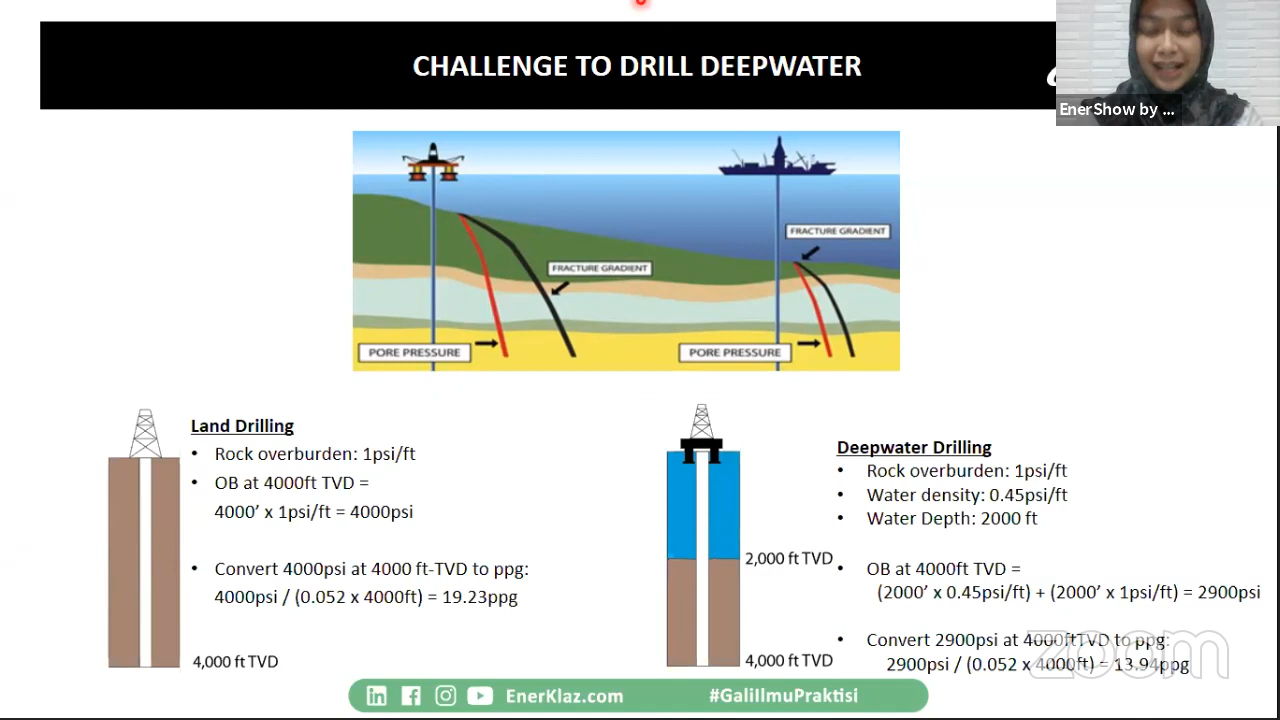 CHALLENGE TO DRILL DEEPWATER
EnerShow by ...
FRACTURE GRADIENT
FRACTURE GRADIENT
PORE PRESSURE
PORE PRESSURE
Land Drilling
• Rock overburden: 1psi/ft
• OB at 4000ft TVD =
4000’ x 1psi/ft = 4000psi
• Convert 4000psi at 4000 ft-TVD to ppg:
4000psi / (0.052 x 4000ft) = 19.23ppg
4,000 ft TVD
Deepwater Drilling
• Rock overburden: 1psi/ft
• Water density: 0.45psi/ft
• Water Depth: 2000 ft
2,000 ft TVD
• OB at 4000ft TVD =
(2000’ x 0.45psi/ft) + (2000’ x 1psi/ft) = 2900psi
• Convert 2900psi at 4000ftTVD to ppg:
2900psi / (0.052 x 4000ft) = 13.94ppg
4,000 ft TVD
zoom
EnerKlaz.com
#GaliIlmuPraktisi